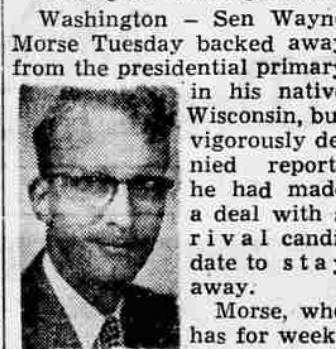 Washington – Sen Wayn
Morse Tuesday backed awa
from the presidential primar
in his nativ
Wisconsin, bu
vigorously de
nied report
he had mad
a deal with
rival candi
date to stay
away.
Morse, who
has for week